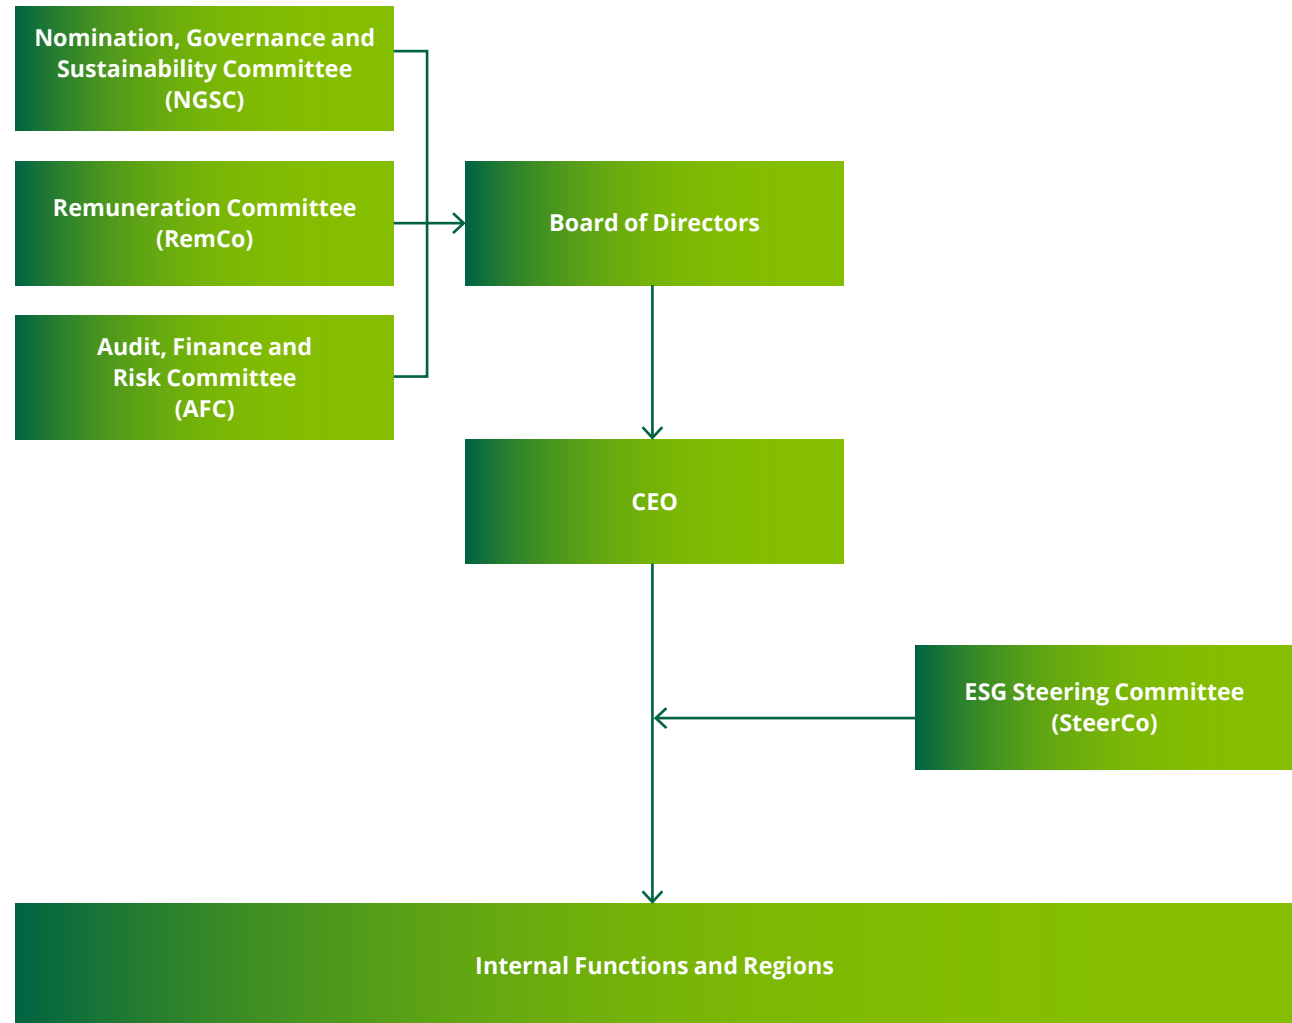 Nomination, Governance and
Sustainability Committee
(NGSC)
Remuneration Committee
(RemCo)
Board of Directors
Audit, Finance and
Risk Committee
(AFC)
CEO
ESG Steering Committee
(SteerCo)
Internal Functions and Regions